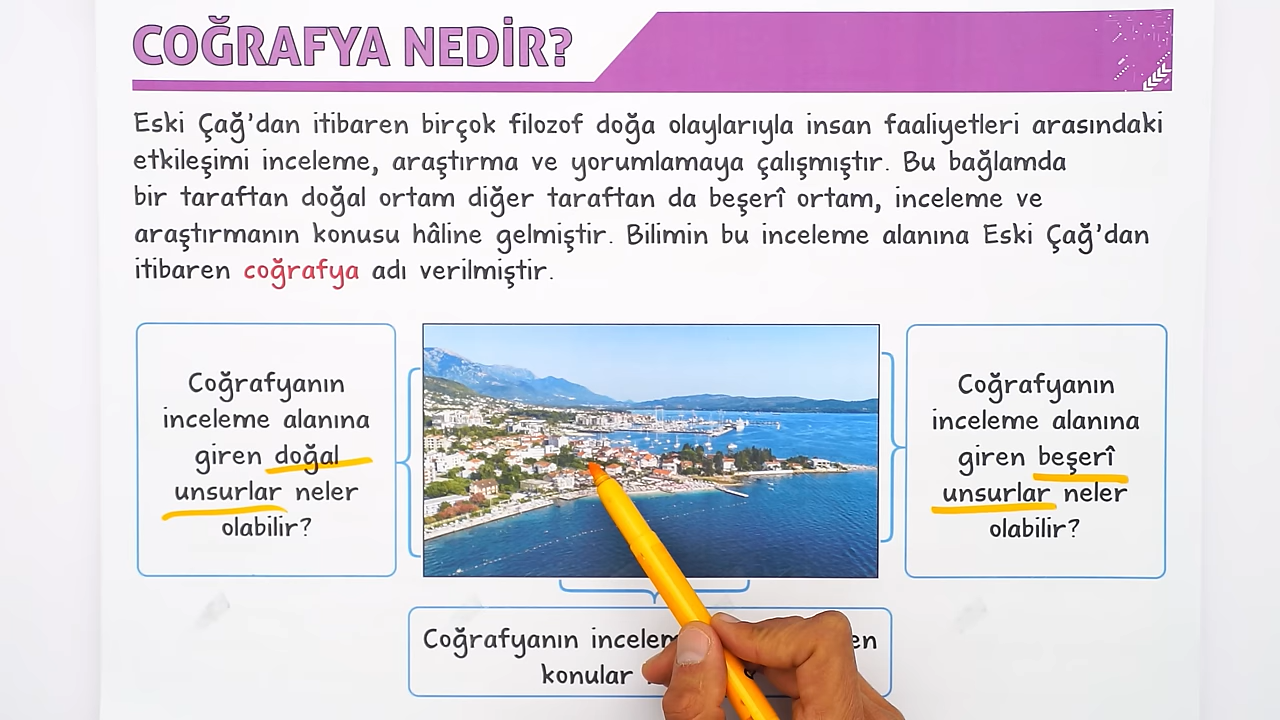 COĞRAFYA NEDİR?
Eski Çağ'dan itibaren birçok filozof doğa olaylarıyla insan faaliyetleri arasındaki
etkileşimi inceleme, araştırma ve yorumlamaya çalışmıştır. Bu bağlamda
bir taraftan doğal ortam diğer taraftan da beşerî ortam, inceleme ve
araştırmanın konusu hâline gelmiştir. Bilimin bu inceleme alanına Eski Çağ'dan
itibaren coğrafya adı verilmiştir.
Coğrafyanın
inceleme alanına
giren doğal
unsurlar neler
olabilir?
Coğrafyanın
inceleme alanına
giren beşerî
unsurlar neler
olabilir?
Coğrafyanın
konular